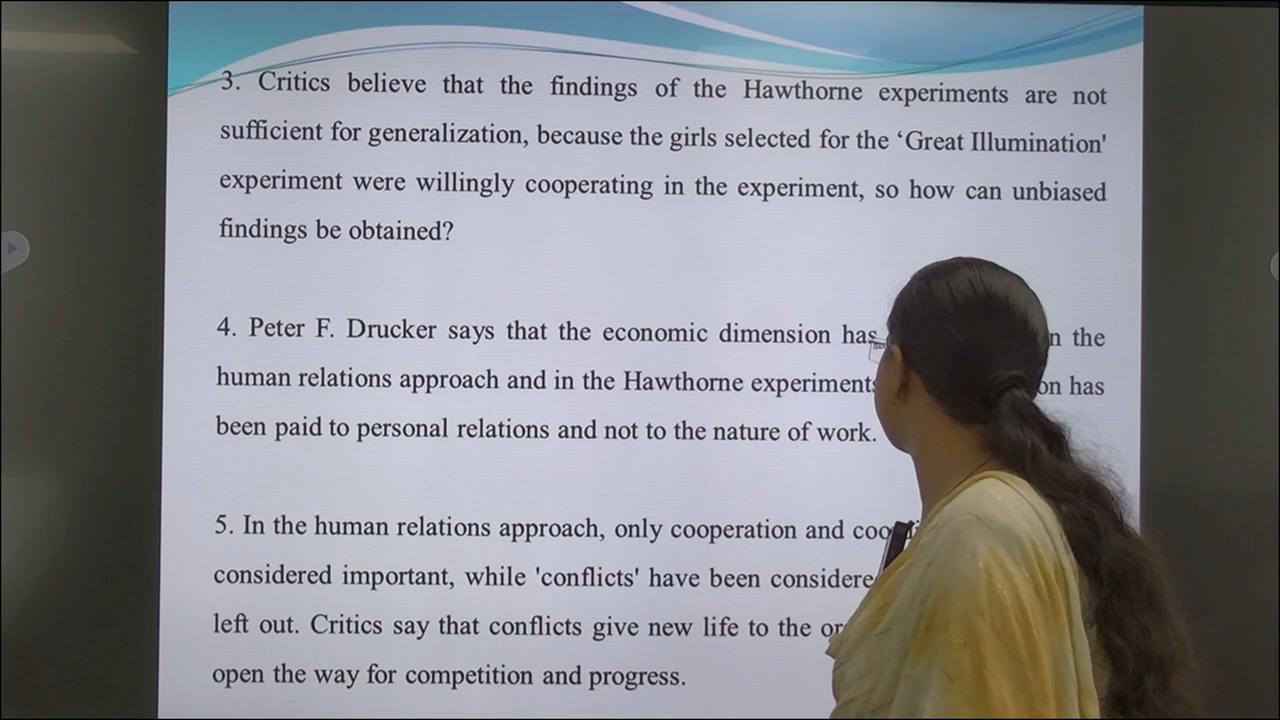 3. Critics believe that the findings of the Hawthorne experiments are not
sufficient for generalization, because the girls selected for the ‘Great Illumination'
experiment were willingly cooperating in the experiment, so how can unbiased
findings be obtained?
4. Peter F. Drucker says that the economic dimension has the
human relations approach and in the Hawthorne experiments has
been paid to personal relations and not to the nature of work.
5. In the human relations approach, only cooperation and
considered important, while 'conflicts' have been
left out. Critics say that conflicts give new life to the
open the way for competition and progress.